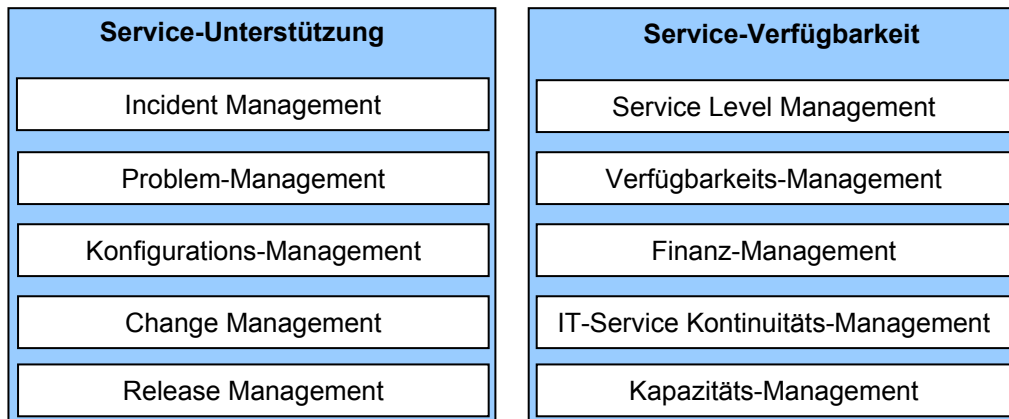 Service-Unterstützung
Incident Management
Problem-Management
Konfigurations-Management
Change Management
Release Management
Service-Verfügbarkeit
Service Level Management
Verfügbarkeits-Management
Finanz-Management
IT-Service Kontinuitäts-Management
Kapazitäts-Management